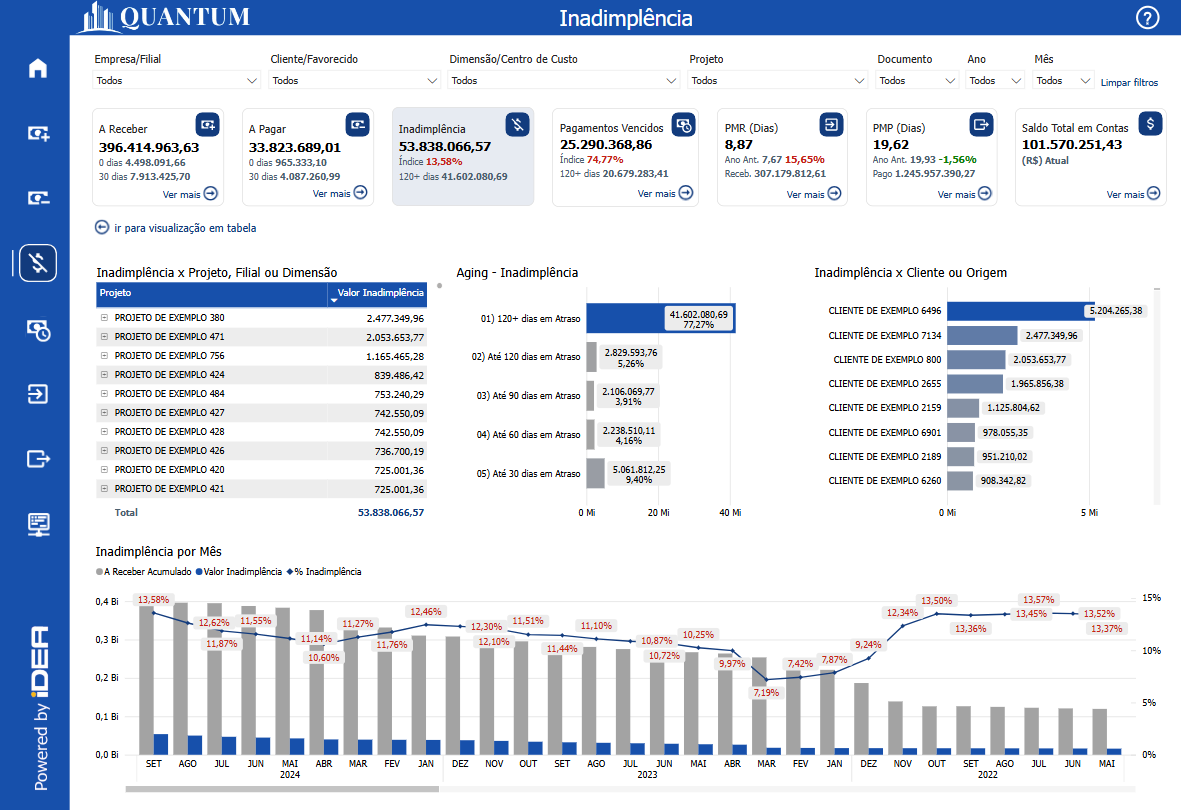 QUANTUM
Inadimplência
?
Empresa/Filial
Todos
Cliente/Favorecido
Todos
Dimensão/Centro de Custo
Todos
Projeto
Todos
Documento
Todos
Ano
Todos
Mês
Todos
Limpar filtros
A Receber
396.414.963,63
0 dias 4.498.091,66
30 dias 7.913.425,70
Ver mais
A Pagar
33.823.689,01
0 dias 965.333,10
30 dias 4.087.260,99
Ver mais
Inadimplência
53.838.066,57
Índice 13,58%
120+ dias 41.602.080,69
Pagamentos Vencidos
25.290.368,86
Índice 74,77%
120+ dias 20.679.283,41
Ver mais
PMR (Dias)
8,87
Ano Ant. 7,67 15,65%
Receb. 307.179.812,61
Ver mais
PMP (Dias)
19,62
Ano Ant. 19,93 -1,56%
Pago 1.245.957.390,27
Ver mais
Saldo Total em Contas
$
101.570.251,43
(R$) Atual
Ver mais
ir para visualização em tabela
Inadimplência x Projeto, Filial ou Dimensão
Projeto Valor Inadimplência
PROJETO DE EXEMPLO 380 2.477.349,96
PROJETO DE EXEMPLO 471 2.053.653,77
PROJETO DE EXEMPLO 756 1.165.465,28
PROJETO DE EXEMPLO 424 839.486,42
PROJETO DE EXEMPLO 484 753.240,29
PROJETO DE EXEMPLO 427 742.550,09
PROJETO DE EXEMPLO 428 742.550,09
PROJETO DE EXEMPLO 426 736.700,19
PROJETO DE EXEMPLO 420 725.001,36
PROJETO DE EXEMPLO 421 725.001,36
Total 53.838.066,57
Aging - Inadimplência
01) 120+ dias em Atraso 41.602.080,69
77,27%
02) Até 120 dias em Atraso 2.829.593,76
5,26%
03) Até 90 dias em Atraso 2.106.069,77
3,91%
04) Até 60 dias em Atraso 2.238.510,11
4,16%
05) Até 30 dias em Atraso 5.061.812,25
9,40%
0 Mi 20 Mi 40 Mi
Inadimplência x Cliente ou Origem
CLIENTE DE EXEMPLO 6496 5.204.265,38
CLIENTE DE EXEMPLO 7134 2.477.349,96
CLIENTE DE EXEMPLO 800 2.053.653,77
CLIENTE DE EXEMPLO 2655 1.965.856,38
CLIENTE DE EXEMPLO 2159 1.125.804,62
CLIENTE DE EXEMPLO 6901 978.055,35
CLIENTE DE EXEMPLO 2189 951.210,02
CLIENTE DE EXEMPLO 6260 908.342,82
0 Mi 5 Mi
Inadimplência por Mês
A Receber Acumulado Valor Inadimplência % Inadimplência
0,4 Bi
0,3 Bi
0,2 Bi
0,1 Bi
0,0 Bi
13,58% 12,62% 11,87% 11,55% 11,14% 10,60% 11,27% 11,76% 12,46% 12,30% 12,10% 11,51% 11,44% 11,10% 10,87% 10,72% 10,25% 9,97% 7,19% 7,42% 7,87% 9,24% 12,34% 13,50% 13,36% 13,57% 13,45% 13,52% 13,37%
15%
10%
5%
0%
SET AGO JUL JUN MAI ABR MAR FEV JAN DEZ NOV OUT SET AGO JUL JUN MAI ABR MAR FEV JAN DEZ NOV OUT SET AGO JUL JUN MAI
2024 2023 2022
Powered by iDEA